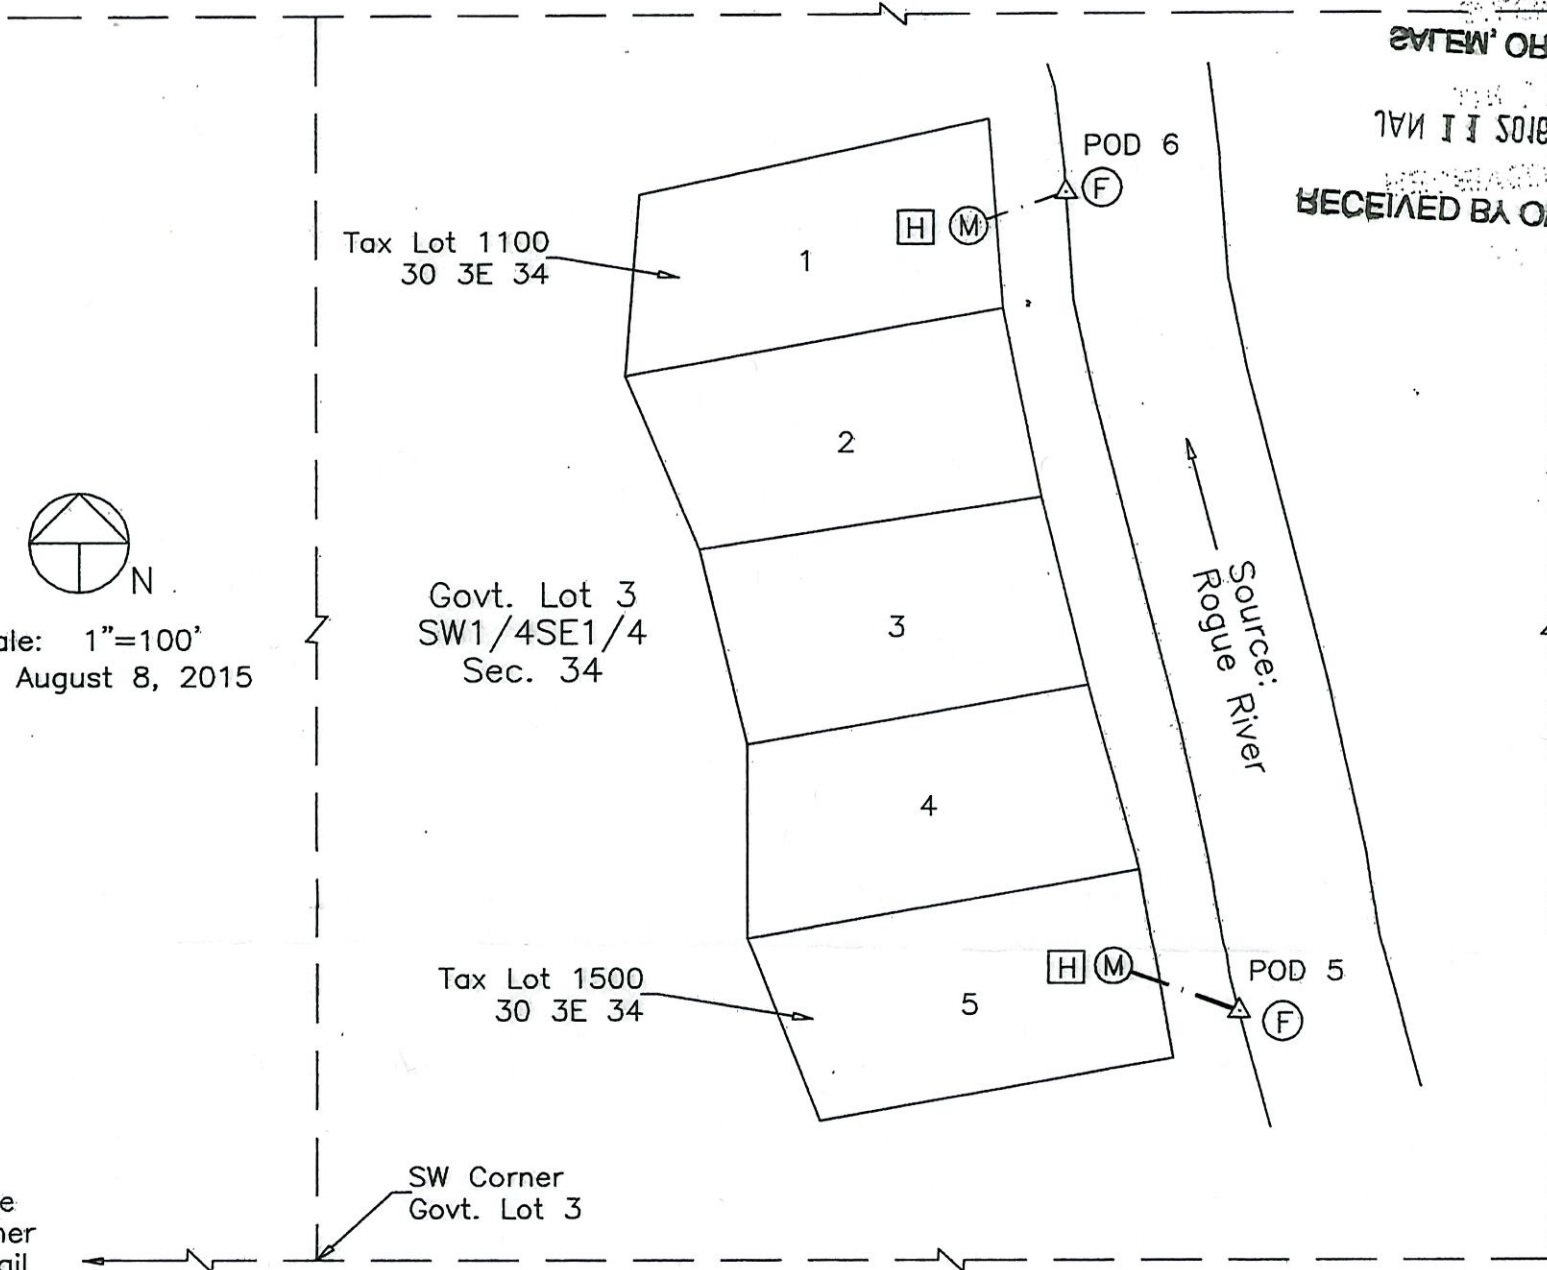 SALEM, OR
JAN 11 2016
RECEIVED BY O
POD 6
F
H M
Tax Lot 1100
30 3E 34
1
2
N
ale: 1"=100'
August 8, 2015
Govt. Lot 3
SW1/4SE1/4
Sec. 34
3
Source:
Rogue River
4
H M
POD 5
F
Tax Lot 1500
30 3E 34
5
SW Corner
Govt. Lot 3
e
ner
ail